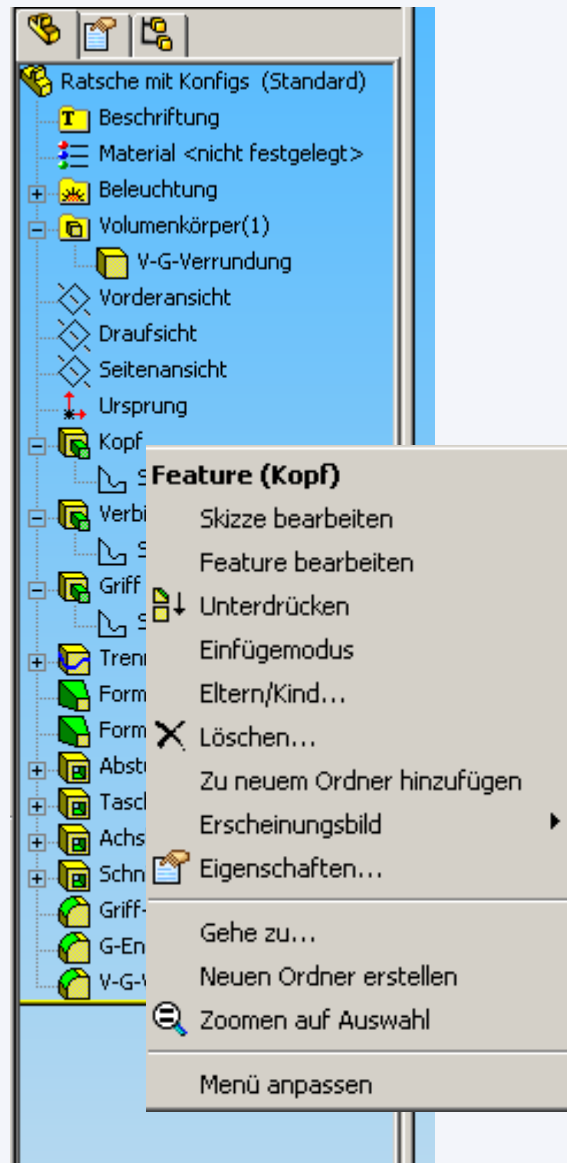 Ratsche mit Konfigs (Standard)
T Beschriftung
Material <nicht festgelegt>
Beleuchtung
Volumenkörper(1)
V-G-Verrundung
Vorderansicht
Draufsicht
Seitenansicht
Ursprung
Kopf
Griff
Form
Form
Griff-
Feature (Kopf)
Skizze bearbeiten
Feature bearbeiten
Unterdrücken
Einfügemodus
Eltern/Kind...
Löschen...
Zu neuem Ordner hinzufügen
Erscheinungsbild
Eigenschaften...
Gehe zu...
Neuen Ordner erstellen
Zoomen auf Auswahl
Menü anpassen